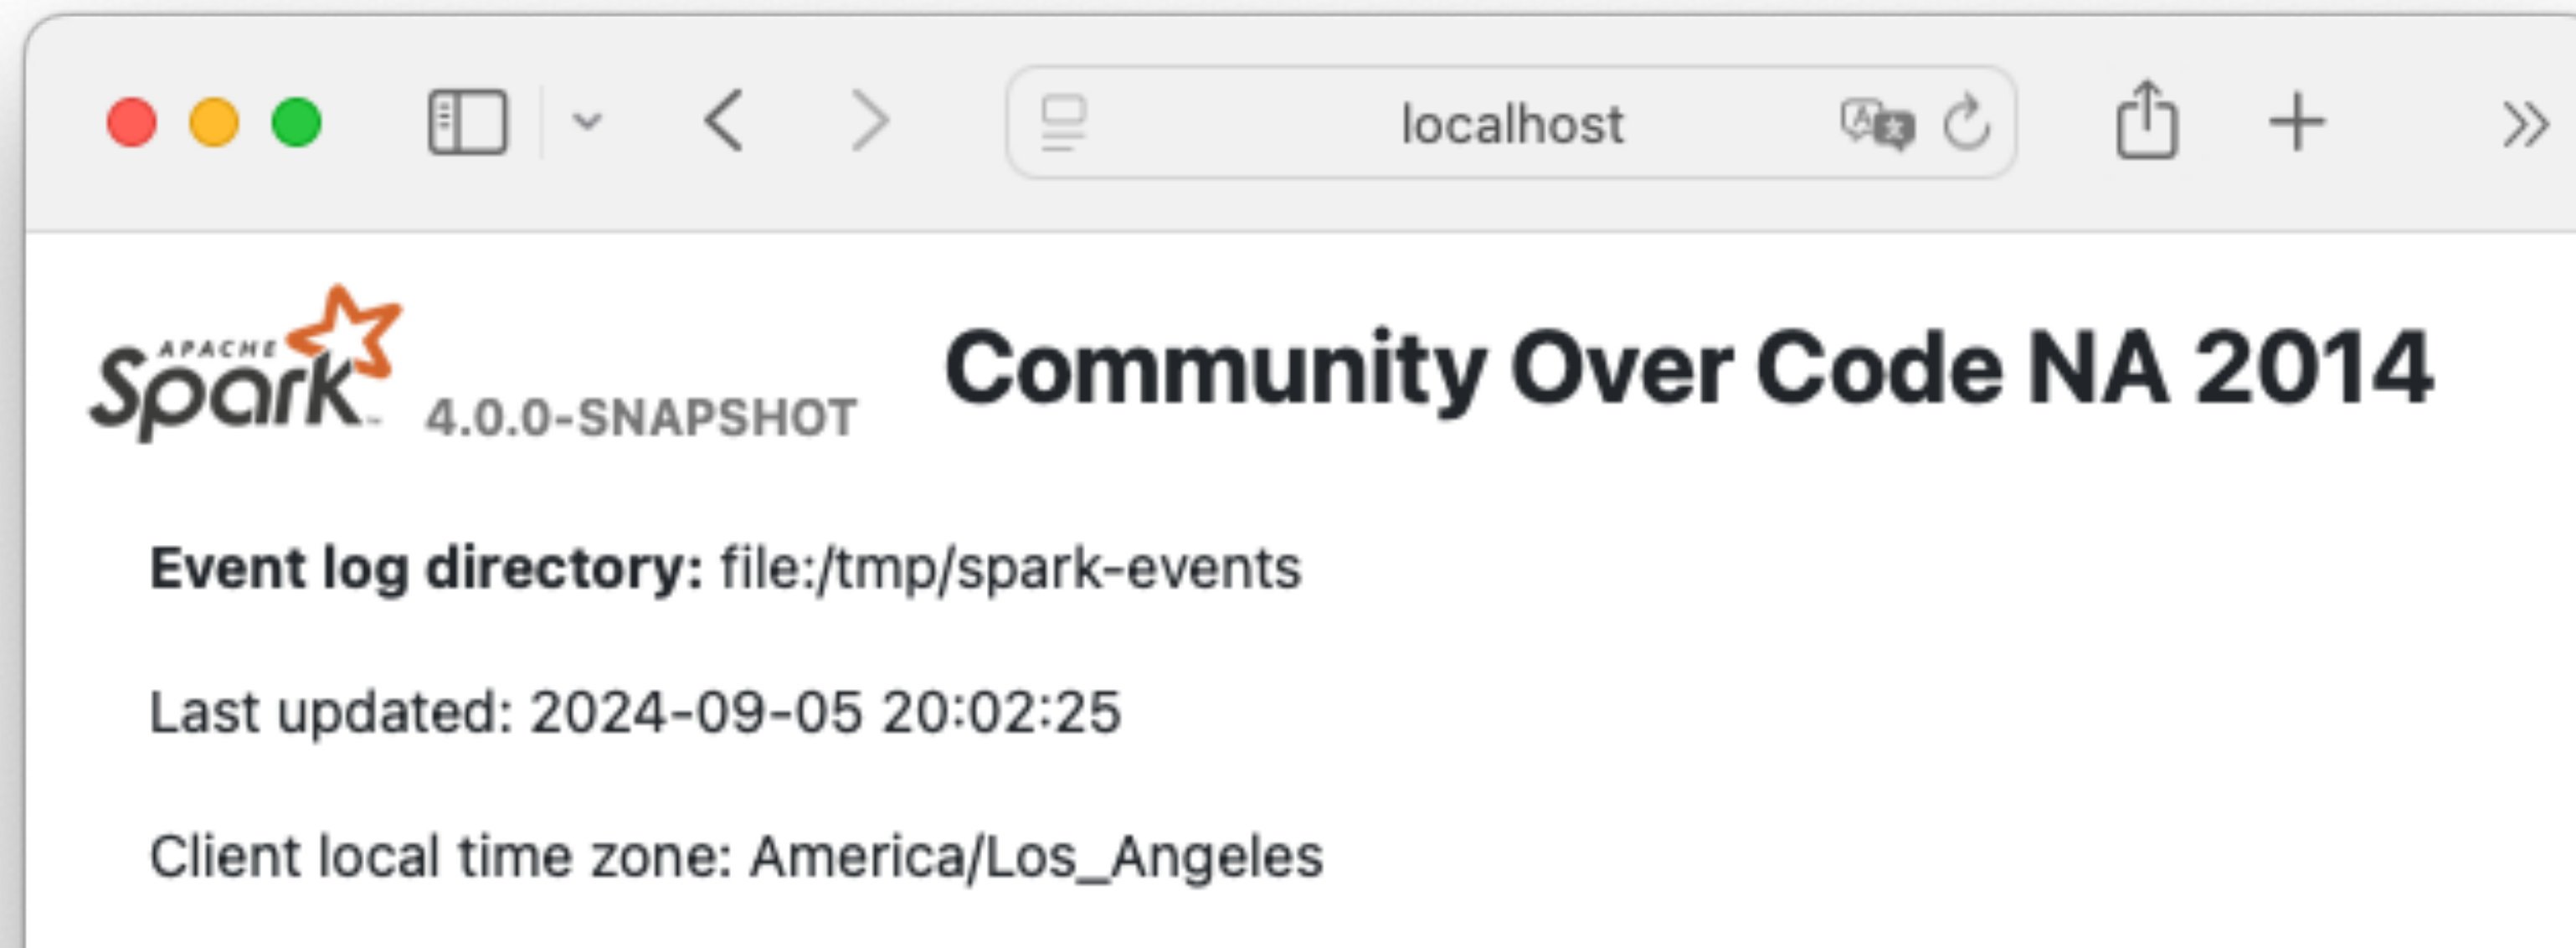 localhost
APACHE
Spark™ 4.0.0-SNAPSHOT Community Over Code NA 2014
Event log directory: file:/tmp/spark-events
Last updated: 2024-09-05 20:02:25
Client local time zone: America/Los_Angeles